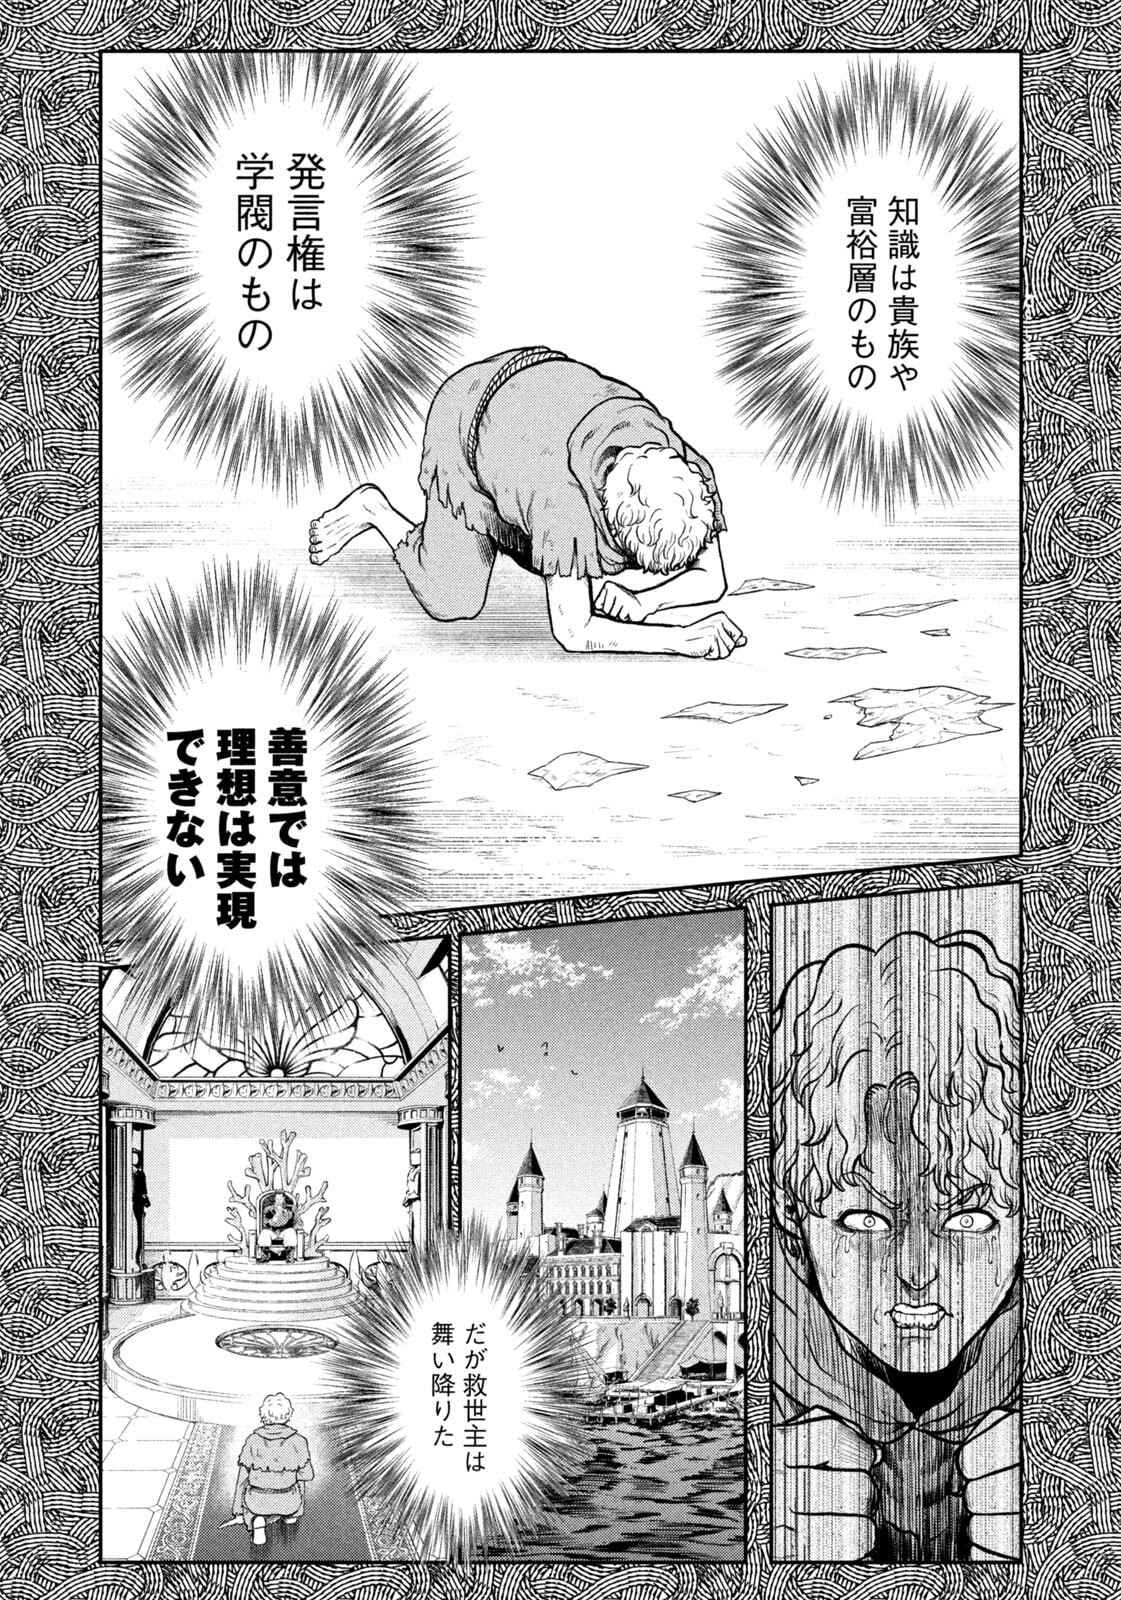 知識は貴族や
富裕層のもの
発言権は
学閥のもの
善意では
理想は実現
できない
だが救世主は
舞い降りた